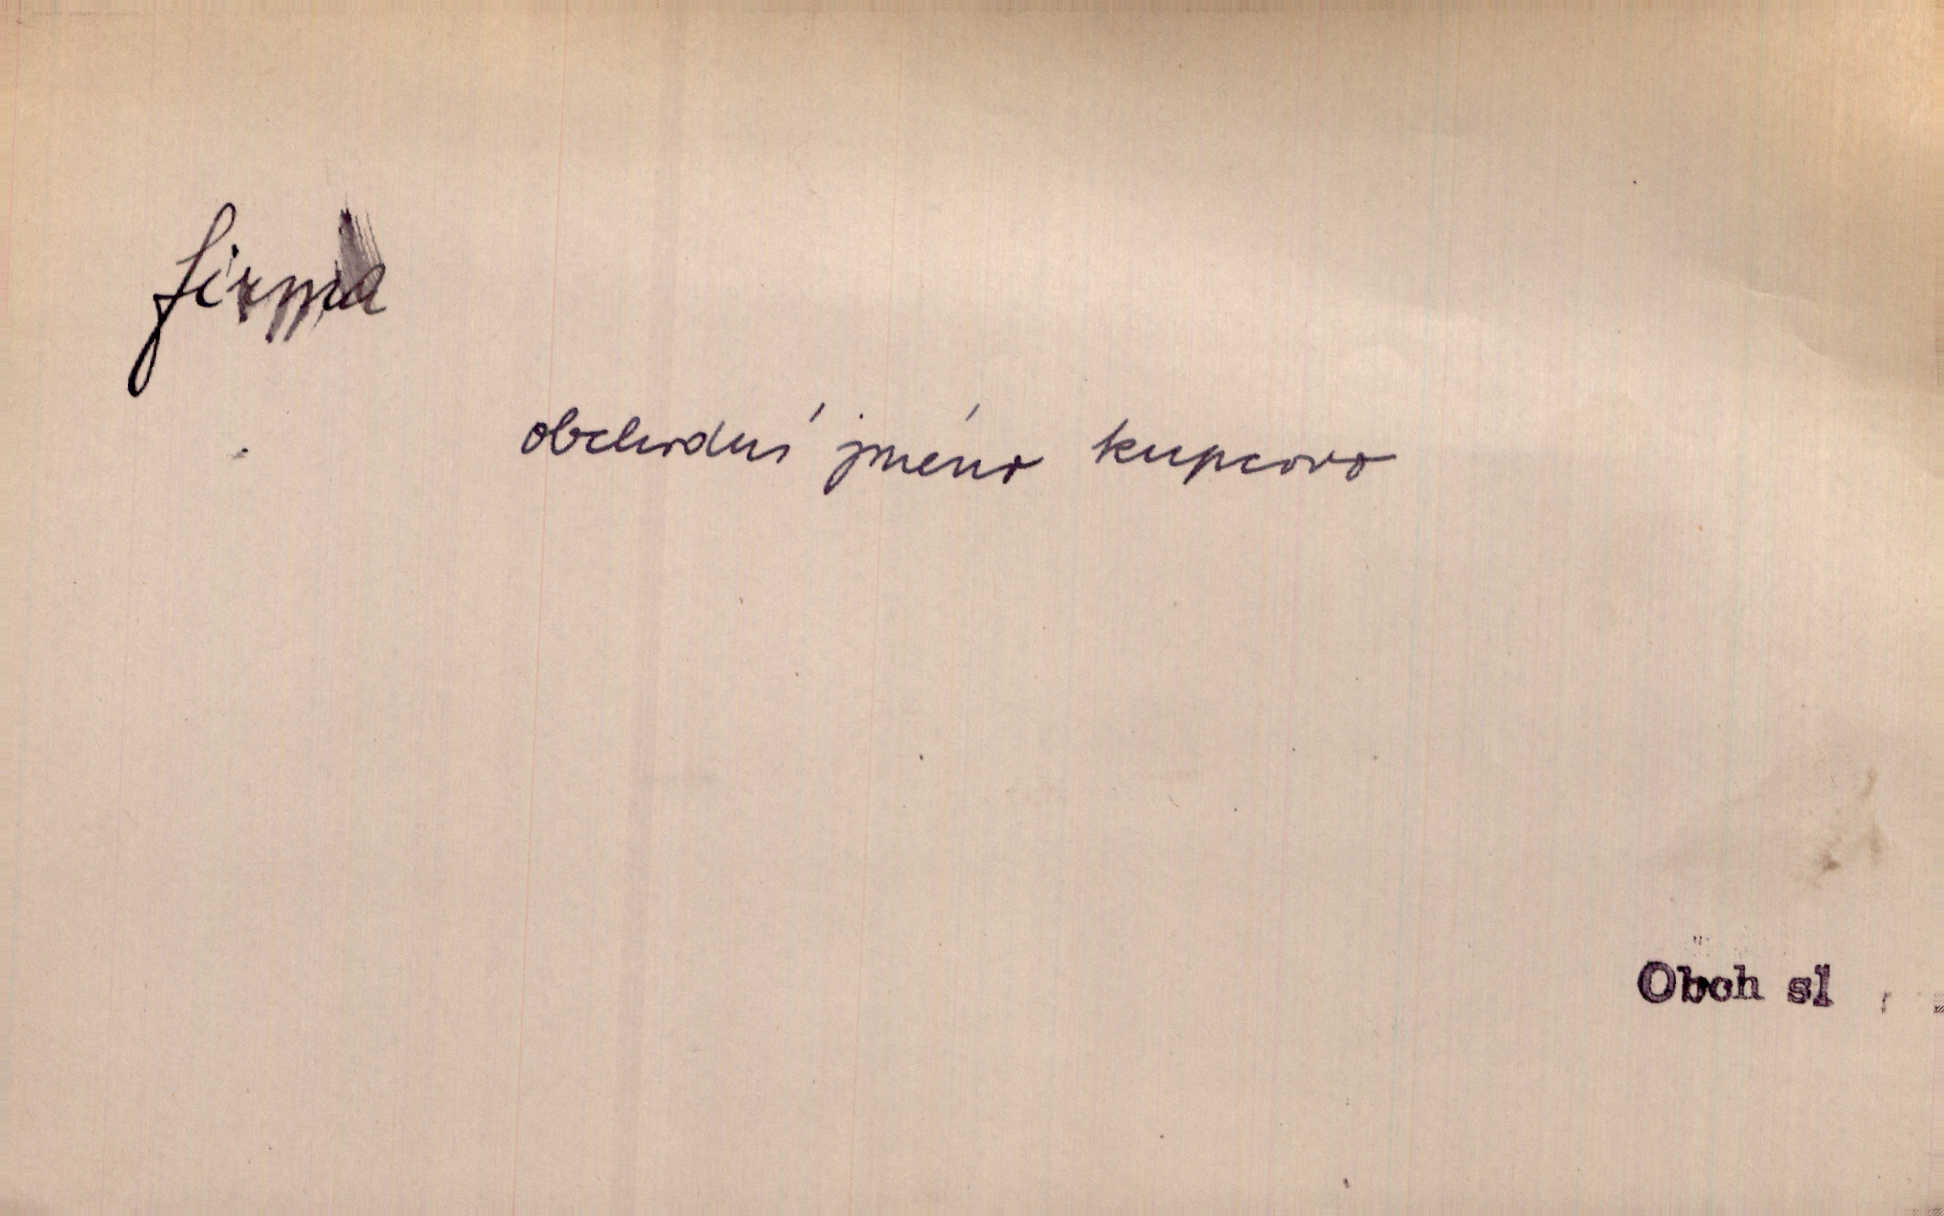 firma
obchodní jméno kupcovo
Obch sl